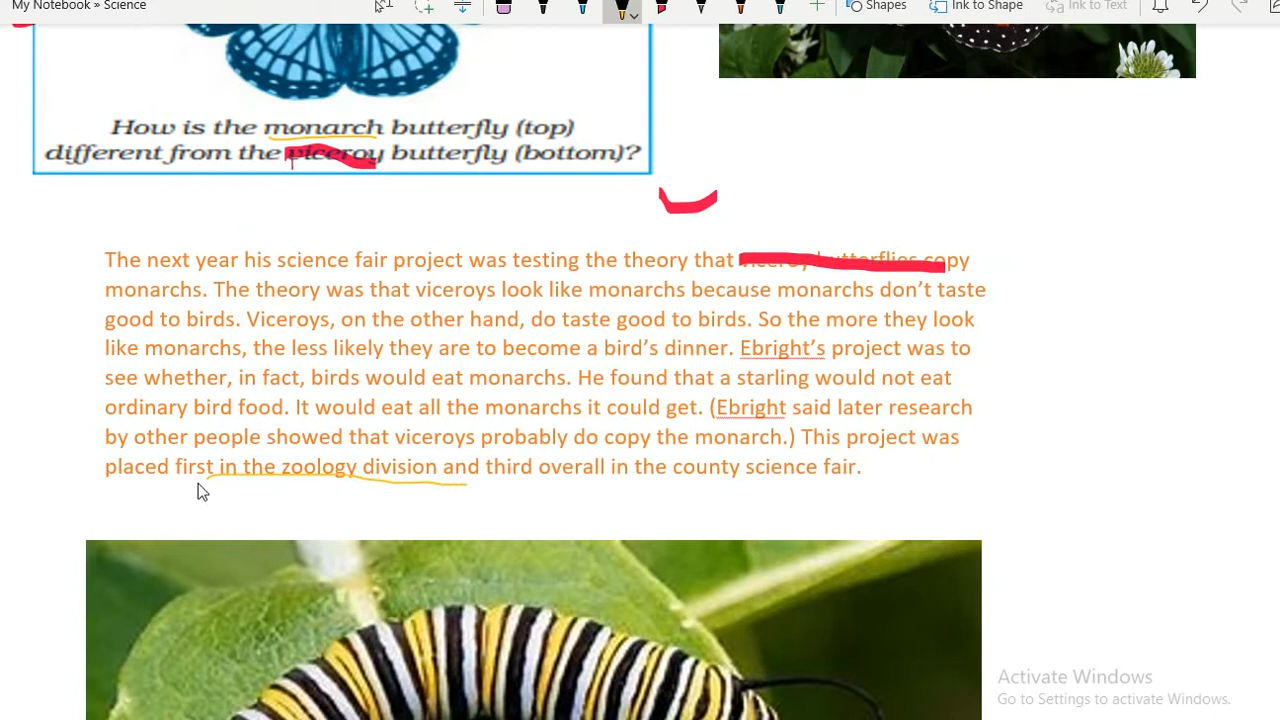 My Notebook » Science
Shapes
Ink to Shape
Ink to Text
How is the monarch butterfly (top)
different from the viceroy butterfly (bottom)?
The next year his science fair project was testing the theory that viceroy butterflies copy
monarchs. The theory was that viceroys look like monarchs because monarchs don't taste
good to birds. Viceroys, on the other hand, do taste good to birds. So the more they look
like monarchs, the less likely they are to become a bird's dinner. Ebright's project was to
see whether, in fact, birds would eat monarchs. He found that a starling would not eat
ordinary bird food. It would eat all the monarchs it could get. (Ebright said later research
by other people showed that viceroys probably do copy the monarch.) This project was
placed first in the zoology division and third overall in the county science fair.
Activate Windows
Go to Settings to activate Windows.